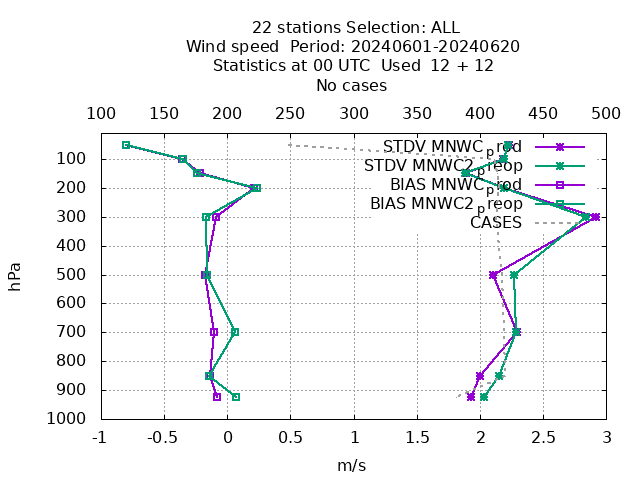 22 stations Selection: ALL
Wind speed  Period: 20240601-20240620
Statistics at 00 UTC  Used  12 + 12
No cases
100 150 200 250 300 350 400 450 500
STDV MNWC_prod
STDV MNWC2_preop
BIAS MNWC_prod
BIAS MNWC2_preop
CASES
100
200
300
400
500
600
700
800
900
1000
hPa
-1 -0.5 0 0.5 1 1.5 2 2.5 3
m/s